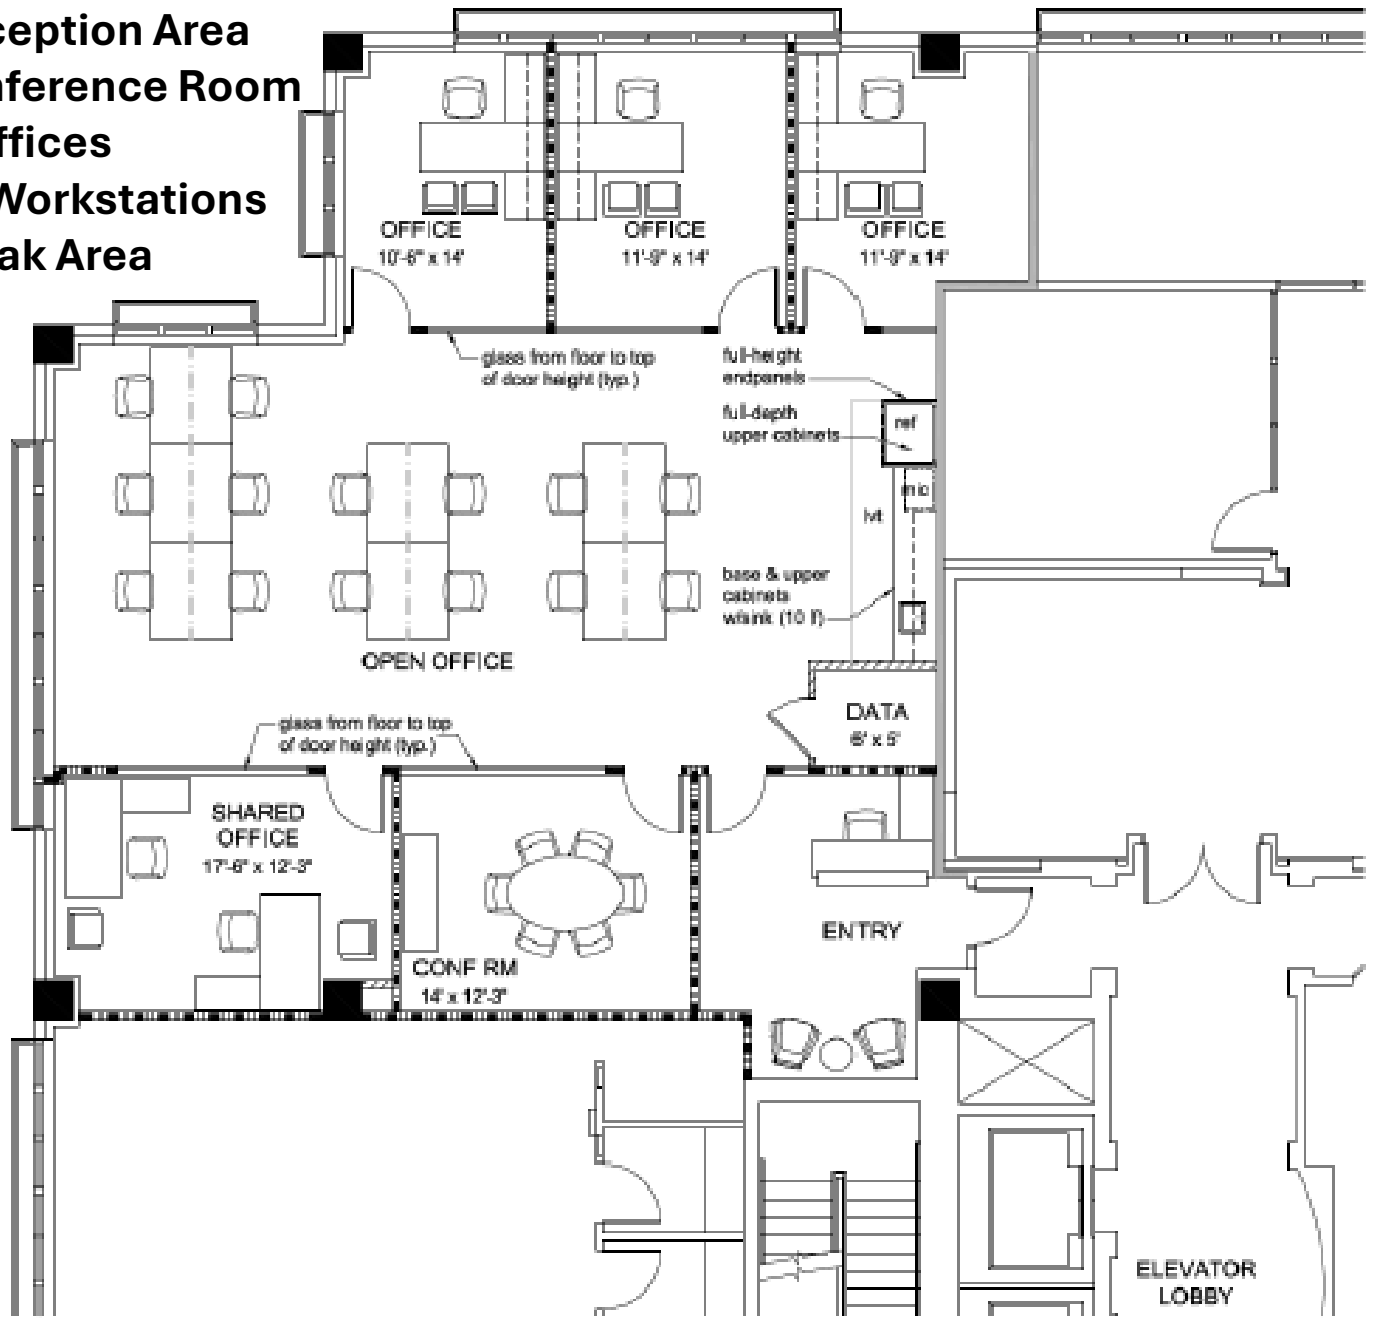 ception Area
nference Room
ffices
Workstations
ak Area
OFFICE
10'-6" x 14'
OFFICE
11'-9" x 14'
OFFICE
11'-9" x 14'
glass from floor to top
of door height (typ.)
full-height
endpanels
full-depth
upper cabinets
ref
mic
lvt
base & upper
cabinets
w/sink (10 lf)
OPEN OFFICE
DATA
6' x 5'
glass from floor to top
of door height (typ.)
SHARED
OFFICE
17'-6" x 12'-3"
CONF RM
14' x 12'-3"
ENTRY
ELEVATOR
LOBBY